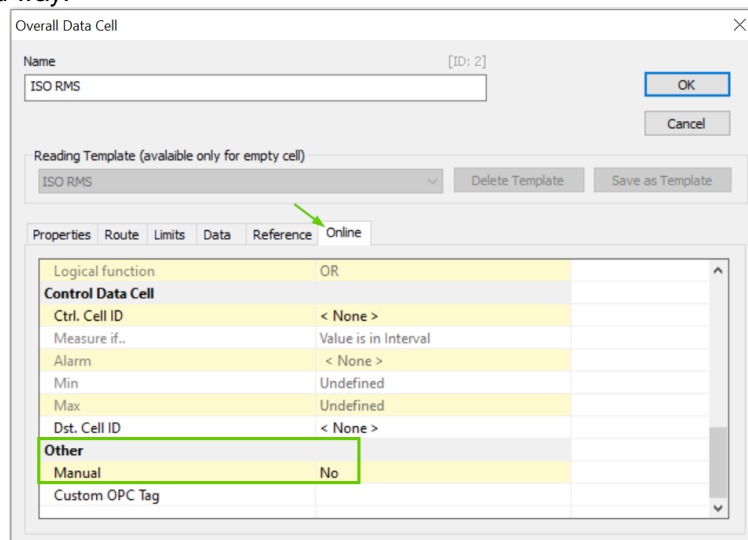 Overall Data Cell
Name [ID: 2]
ISO RMS
OK
Cancel
Reading Template (avalaible only for empty cell)
ISO RMS Delete Template Save as Template
Properties Route Limits Data Reference Online
Logical function OR
Control Data Cell
Ctrl. Cell ID < None >
Measure if.. Value is in Interval
Alarm < None >
Min Undefined
Max Undefined
Dst. Cell ID < None >
Other
Manual No
Custom OPC Tag